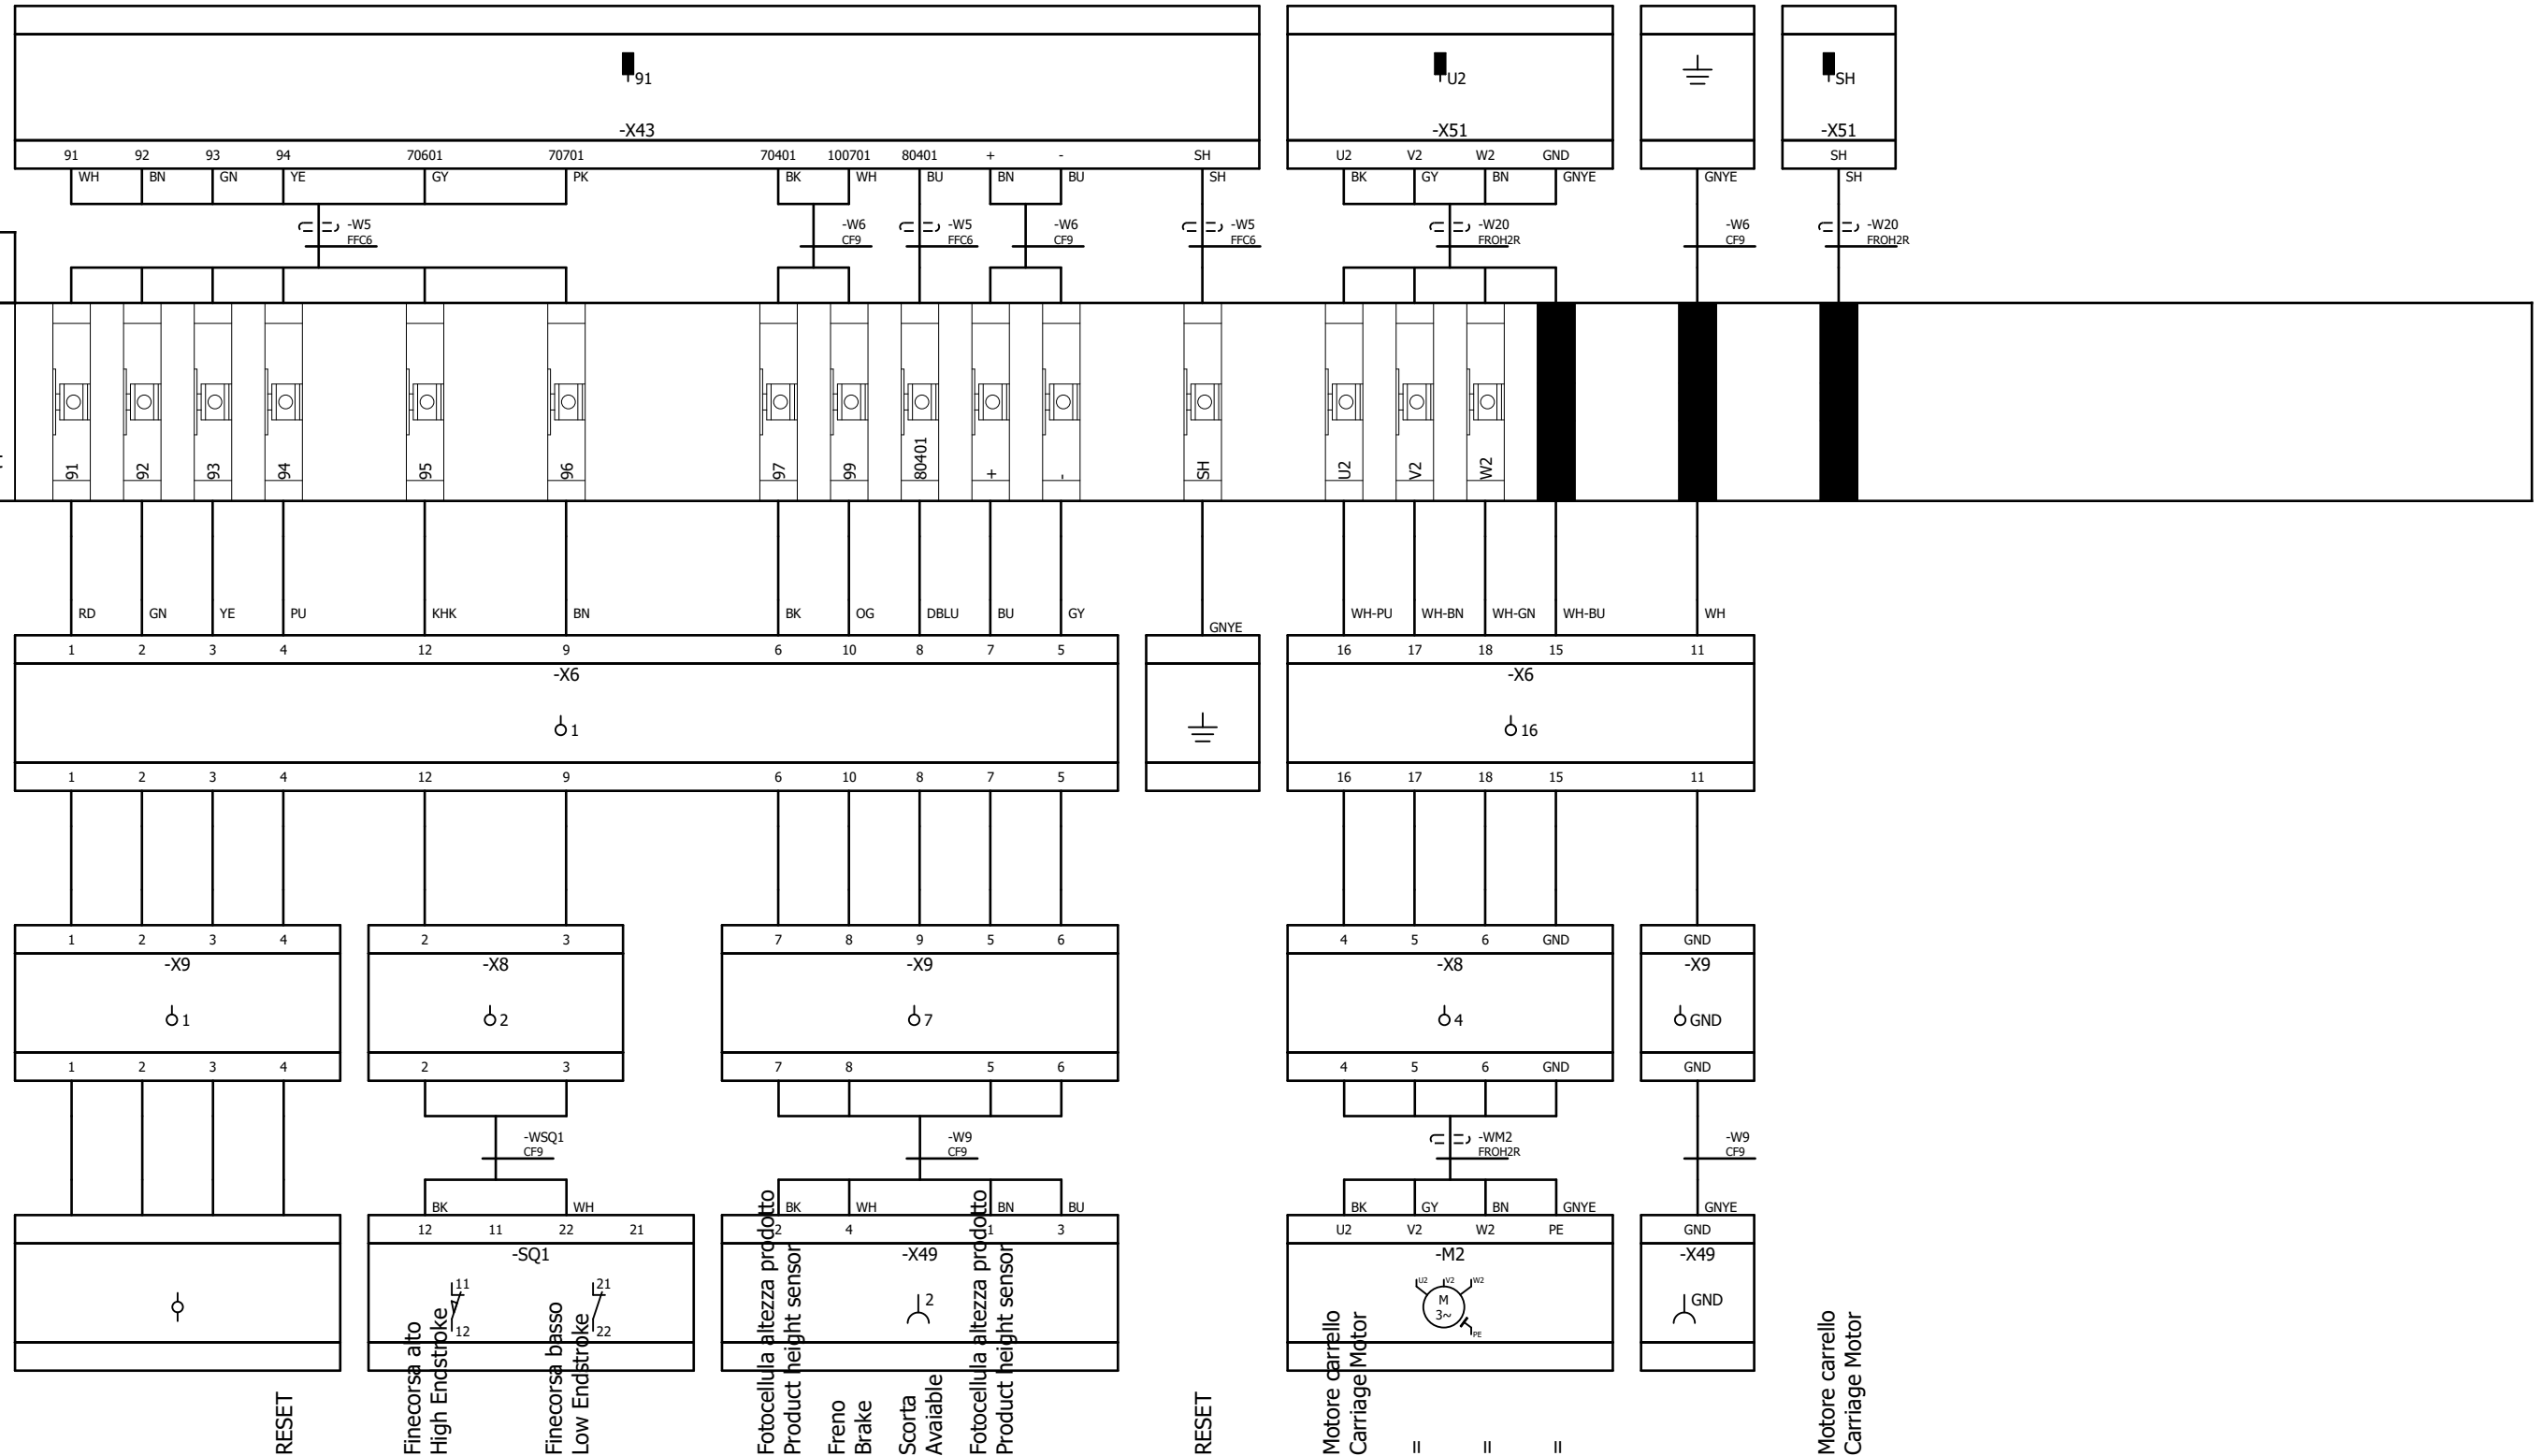 91
U2
SH
-X43
-X51
-X51
91 92 93 94 70601 70701 70401 100701 80401 + - SH U2 V2 W2 GND SH
WH BN GN YE GY PK BK WH BU BN BU SH BK GY BN GNYE GNYE SH
-W5 -W6 -W5 -W6 -W5 -W20 -W6 -W20
FFC6 CF9 FFC6 CF9 FFC6 FROH2R CF9 FROH2R
91 92 93 94 95 96 97 99 80401 + - SH U2 V2 W2
RD GN YE PU KHK BN BK OG DBLU BU GY GNYE WH-PU WH-BN WH-GN WH-BU WH
1 2 3 4 12 9 6 10 8 7 5 16 17 18 15 11
-X6 -X6
1 16
1 2 3 4 12 9 6 10 8 7 5 16 17 18 15 11
1 2 3 4 2 3 7 8 9 5 6 4 5 6 GND GND
-X9 -X8 -X9 -X8 -X9
1 2 7 4 GND
1 2 3 4 2 3 7 8 5 6 4 5 6 GND GND
-WSQ1 -W9 -WM2 -W9
CF9 CF9 FROH2R CF9
BK WH BK WH BN BU BK GY BN GNYE GNYE
12 11 22 21 2 4 1 3 U2 V2 W2 PE GND
-SQ1 -X49 -M2 -X49
11 21 2 U2 V2 W2 GND
M
3~
12 22 PE
RESET
Finecorsa alto
High Endstroke
Finecorsa basso
Low Endstroke
Fotocellula altezza prodotto
Product height sensor
Freno
Brake
Scorta
Avaiable
Fotocellula altezza prodotto
Product height sensor
RESET
Motore carrello
Carriage Motor
=
=
=
Motore carrello
Carriage Motor